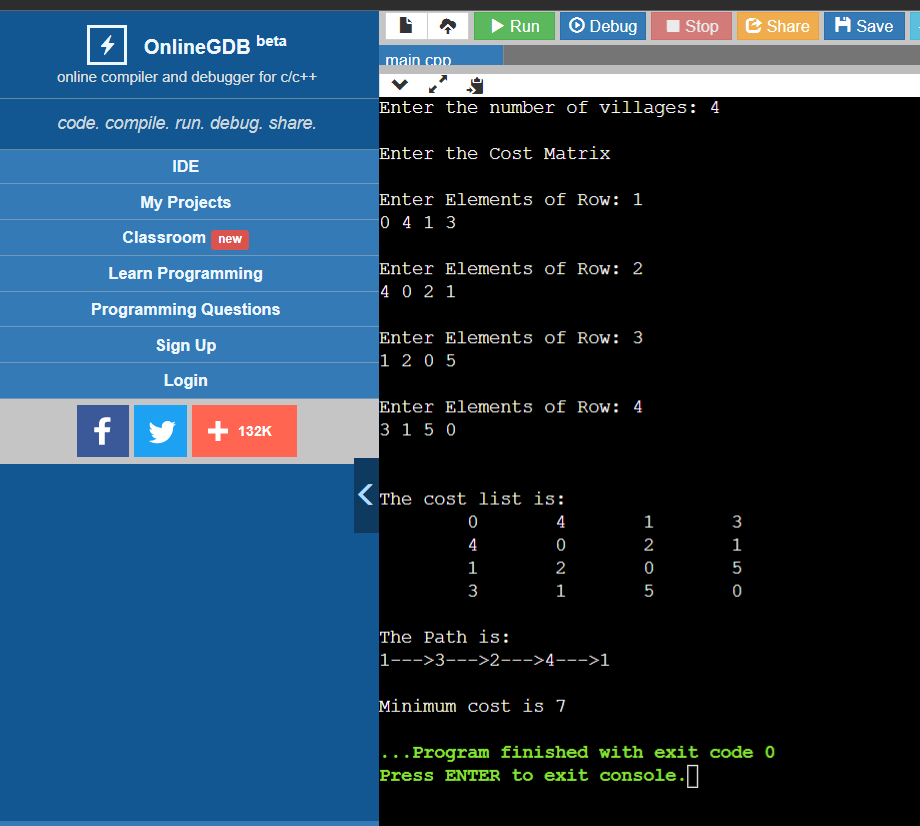 OnlineGDB beta
online compiler and debugger for c/c++
code. compile. run. debug. share.
IDE
My Projects
Classroom new
Learn Programming
Programming Questions
Sign Up
Login
132K
Run Debug Stop Share Save
main.cpp
Enter the number of villages: 4
Enter the Cost Matrix
Enter Elements of Row: 1
0 4 1 3
Enter Elements of Row: 2
4 0 2 1
Enter Elements of Row: 3
1 2 0 5
Enter Elements of Row: 4
3 1 5 0
The cost list is:
0 4 1 3
4 0 2 1
1 2 0 5
3 1 5 0
The Path is:
1--->3--->2--->4--->1
Minimum cost is 7
...Program finished with exit code 0
Press ENTER to exit console.